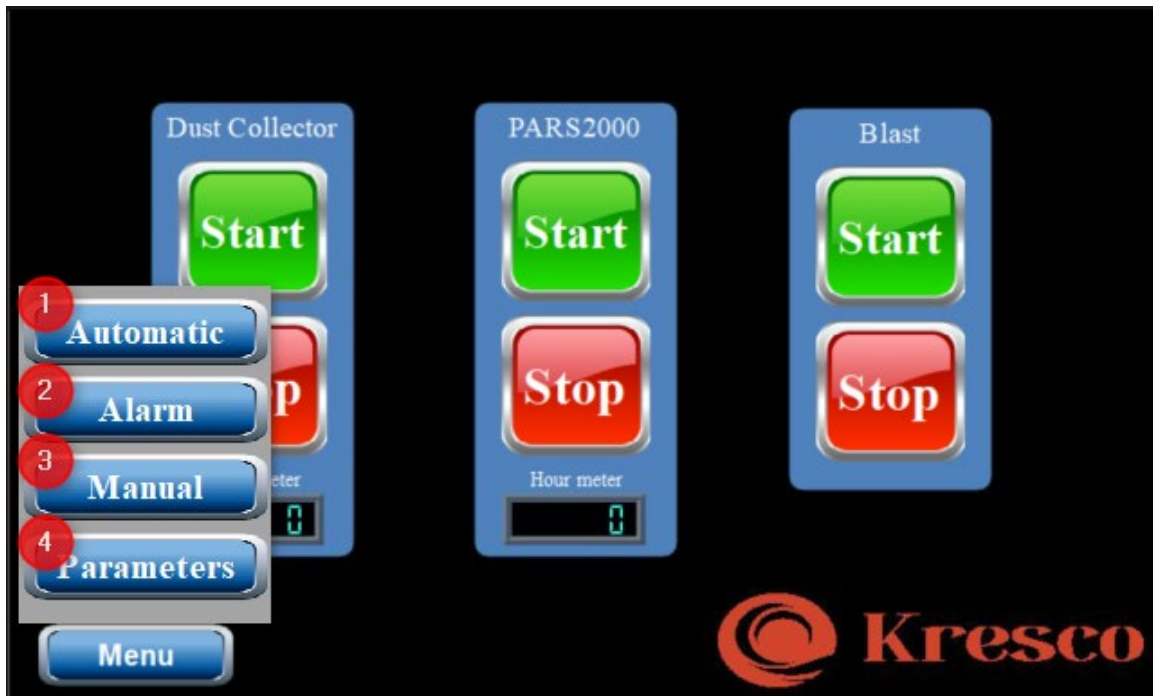 Dust Collector
PARS2000
Blast
Start
Start
Start
1
Automatic
2
Alarm
Stop
Stop
3
Manual
Hour meter
0
0
4
Parameters
Menu
Kresco